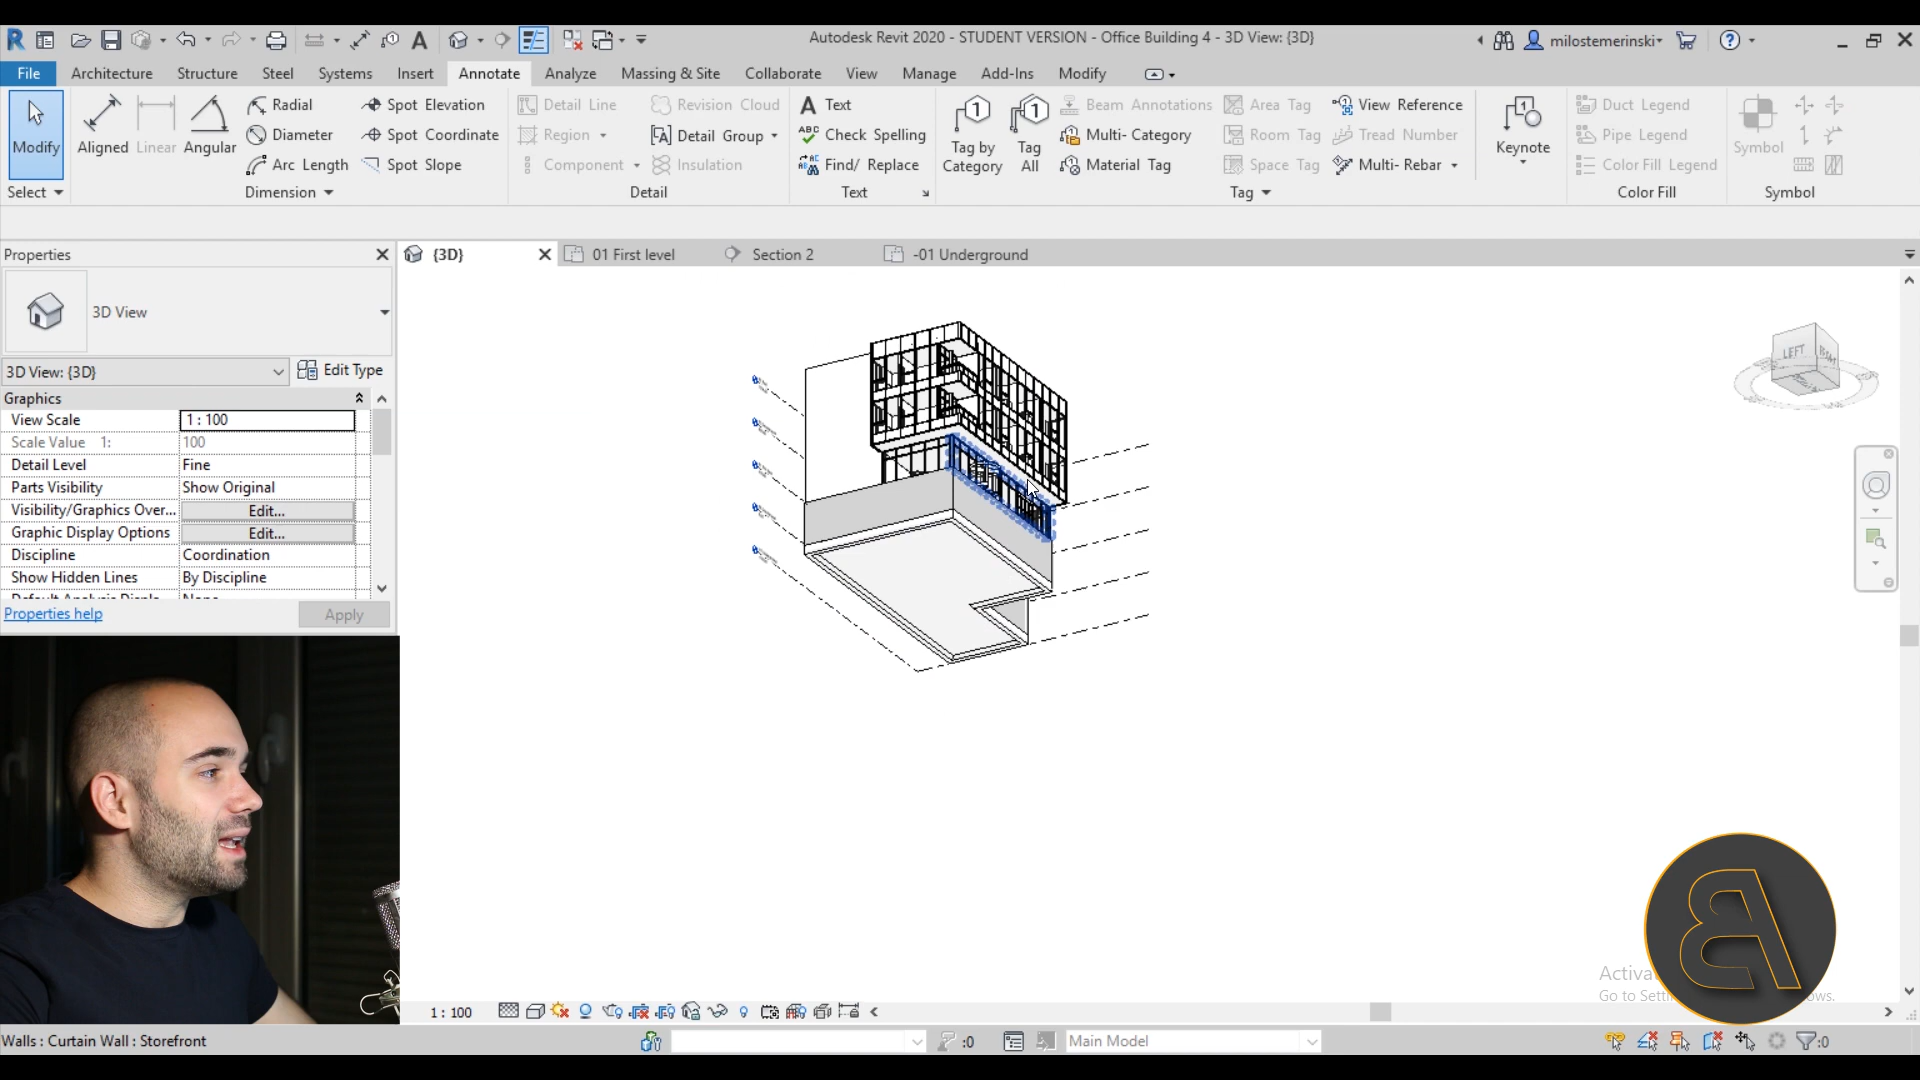 Autodesk Revit 2020 - STUDENT VERSION - Office Building 4 - 3D View: {3D}
milostemerinski
File Architecture Structure Steel Systems Insert Annotate Analyze Massing & Site Collaborate View Manage Add-Ins Modify
Modify
Select
Aligned
Linear
Angular
Radial
Diameter
Arc Length
Spot Elevation
Spot Coordinate
Spot Slope
Dimension
Detail Line
Region
Component
Revision Cloud
Detail Group
Insulation
Detail
Text
Check Spelling
Find/ Replace
Text
Tag by Category
Tag All
Beam Annotations
Multi- Category
Material Tag
Area Tag
Room Tag
Space Tag
View Reference
Tread Number
Multi- Rebar
Tag
Keynote
Duct Legend
Pipe Legend
Color Fill Legend
Color Fill
Symbol
Symbol
Properties
{3D}
01 First level
Section 2
-01 Underground
3D View
3D View: {3D}
Edit Type
Graphics
View Scale 1 : 100
Scale Value 1: 100
Detail Level Fine
Parts Visibility Show Original
Visibility/Graphics Over... Edit...
Graphic Display Options Edit...
Discipline Coordination
Show Hidden Lines By Discipline
Properties help
Apply
LEFT
Activa
Go to Setti
ows.
1 : 100
Walls : Curtain Wall : Storefront
:0
Main Model
:0